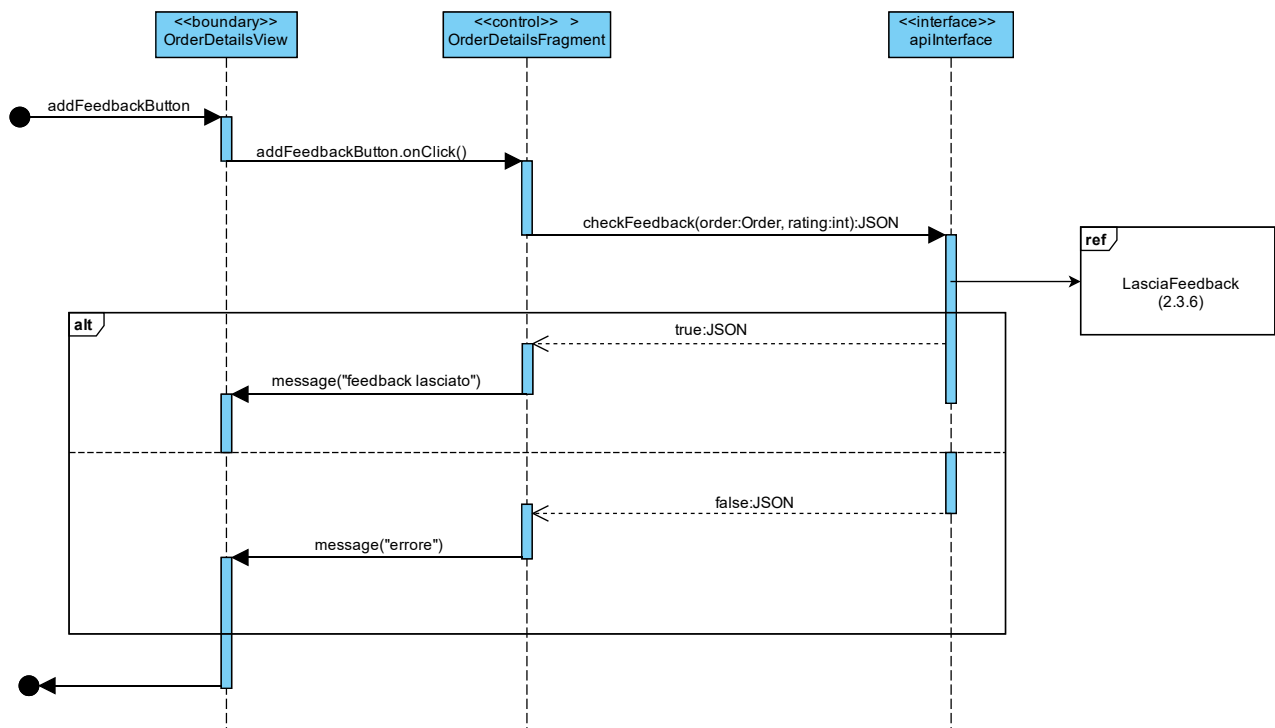 <<boundary>>
OrderDetailsView
<<control>> >
OrderDetailsFragment
<<interface>>
apiInterface
addFeedbackButton
addFeedbackButton.onClick()
checkFeedback(order:Order, rating:int):JSON
ref
LasciaFeedback
(2.3.6)
alt
true:JSON
message("feedback lasciato")
false:JSON
message("errore")